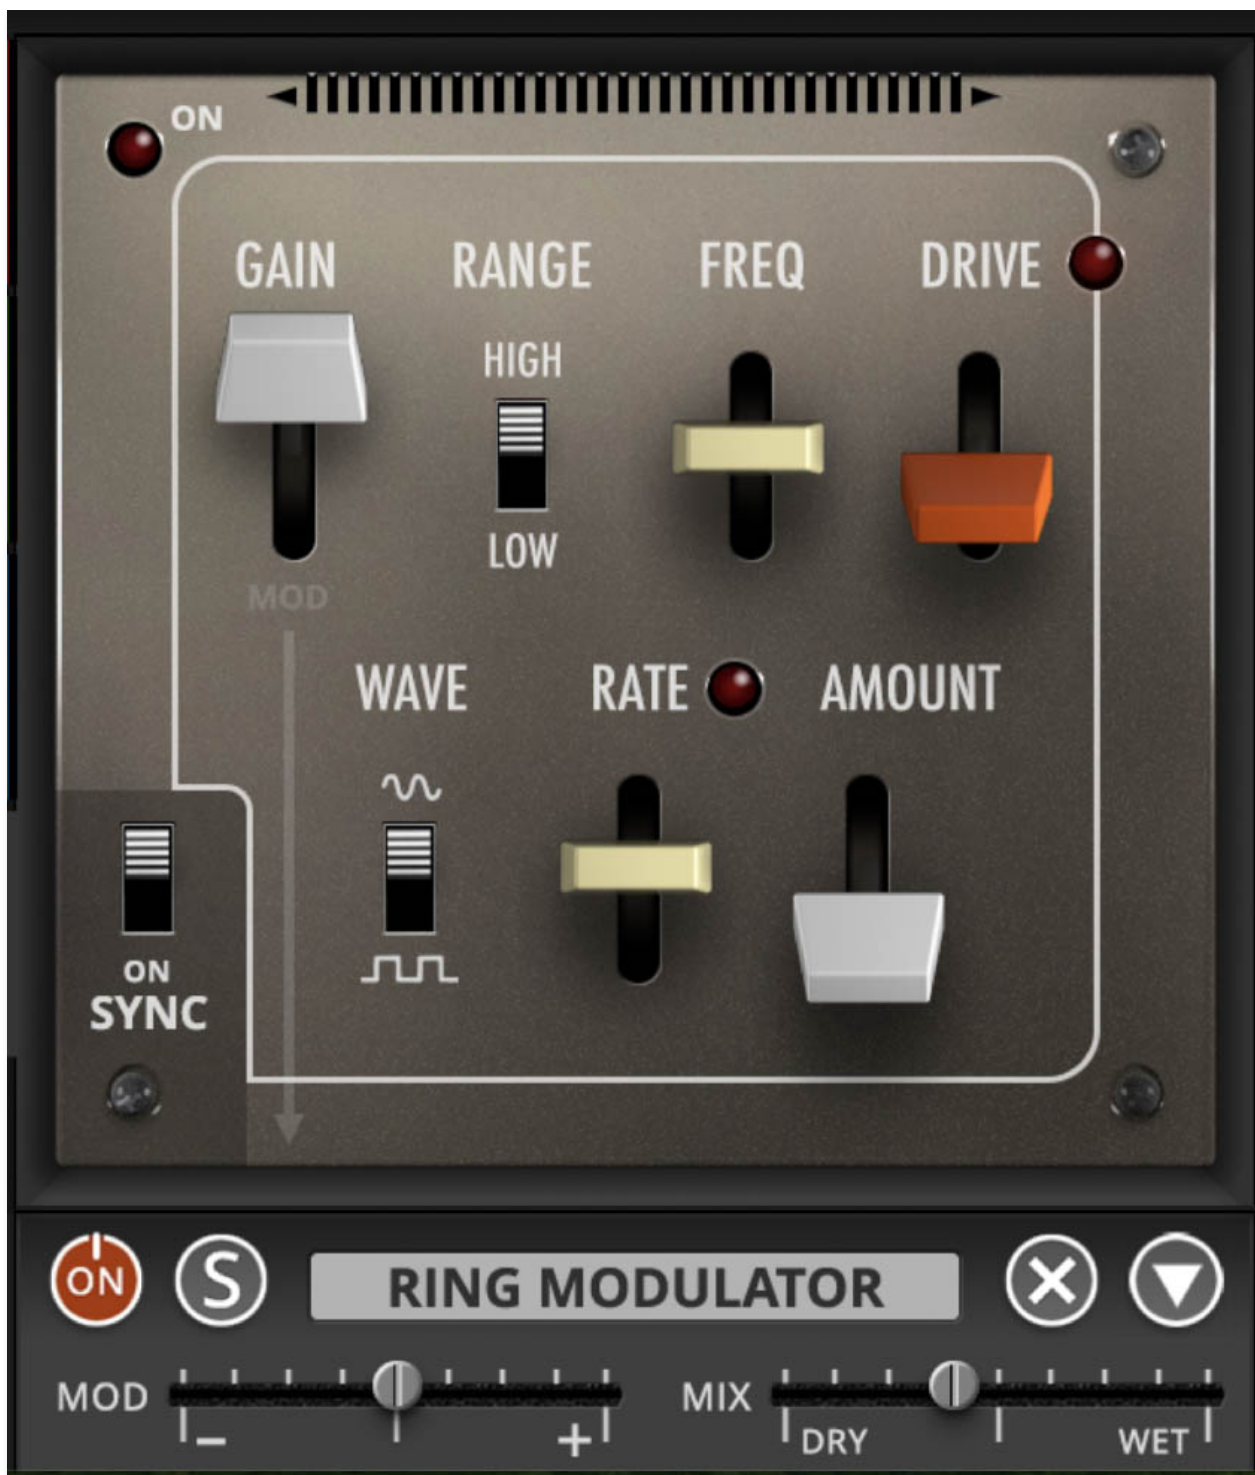 ON
GAIN RANGE FREQ DRIVE
HIGH
LOW
MOD
WAVE RATE AMOUNT
ON
SYNC
ON S RING MODULATOR X
MOD MIX
- + DRY WET